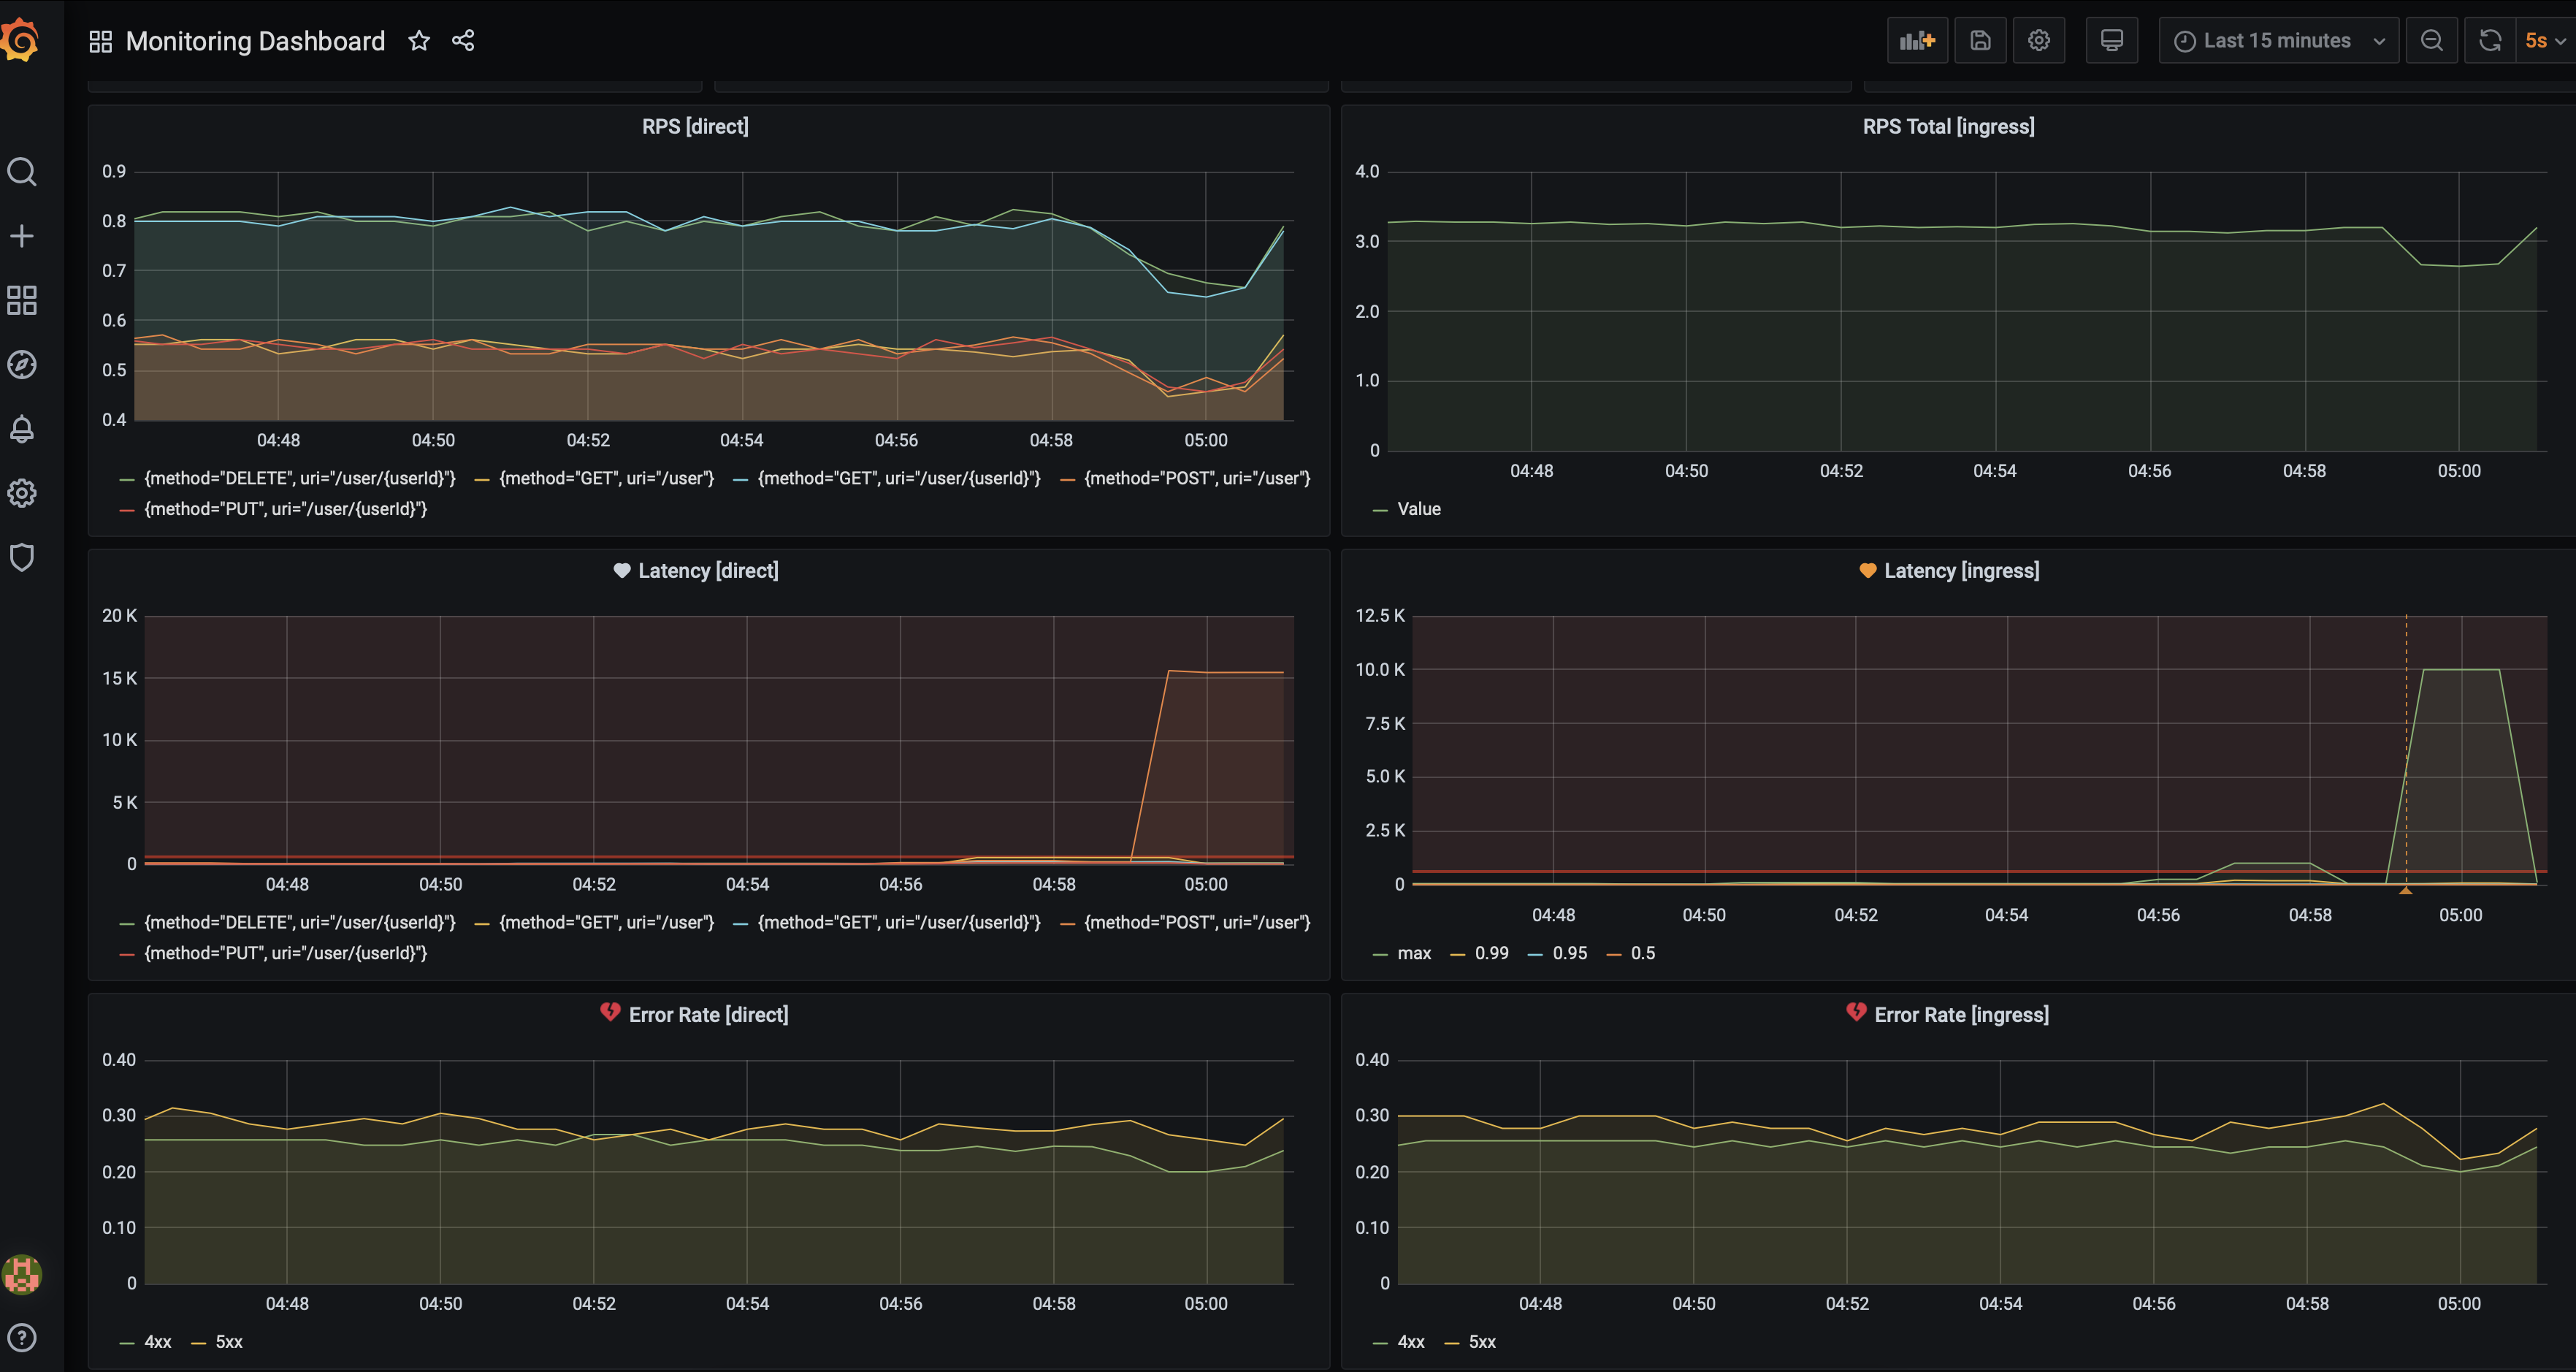 Monitoring Dashboard
Last 15 minutes
5s
RPS [direct]
0.9
0.8
0.7
0.6
0.5
0.4
04:48 04:50 04:52 04:54 04:56 04:58 05:00
{method="DELETE", uri="/user/{userId}"} {method="GET", uri="/user"} {method="GET", uri="/user/{userId}"} {method="POST", uri="/user"}
{method="PUT", uri="/user/{userId}"}
RPS Total [ingress]
4.0
3.0
2.0
1.0
0
04:48 04:50 04:52 04:54 04:56 04:58 05:00
Value
Latency [direct]
20 K
15 K
10 K
5 K
0
04:48 04:50 04:52 04:54 04:56 04:58 05:00
{method="DELETE", uri="/user/{userId}"} {method="GET", uri="/user"} {method="GET", uri="/user/{userId}"} {method="POST", uri="/user"}
{method="PUT", uri="/user/{userId}"}
Latency [ingress]
12.5 K
10.0 K
7.5 K
5.0 K
2.5 K
0
04:48 04:50 04:52 04:54 04:56 04:58 05:00
max 0.99 0.95 0.5
Error Rate [direct]
0.40
0.30
0.20
0.10
0
04:48 04:50 04:52 04:54 04:56 04:58 05:00
4xx 5xx
Error Rate [ingress]
0.40
0.30
0.20
0.10
0
04:48 04:50 04:52 04:54 04:56 04:58 05:00
4xx 5xx